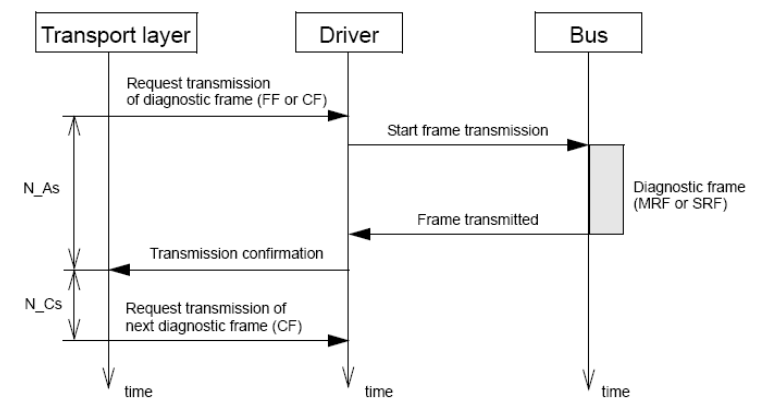 Transport layer
Driver
Bus
Request transmission
of diagnostic frame (FF or CF)
Start frame transmission
N_As
Diagnostic frame
(MRF or SRF)
Frame transmitted
Transmission confirmation
N_Cs
Request transmission of
next diagnostic frame (CF)
time
time
time